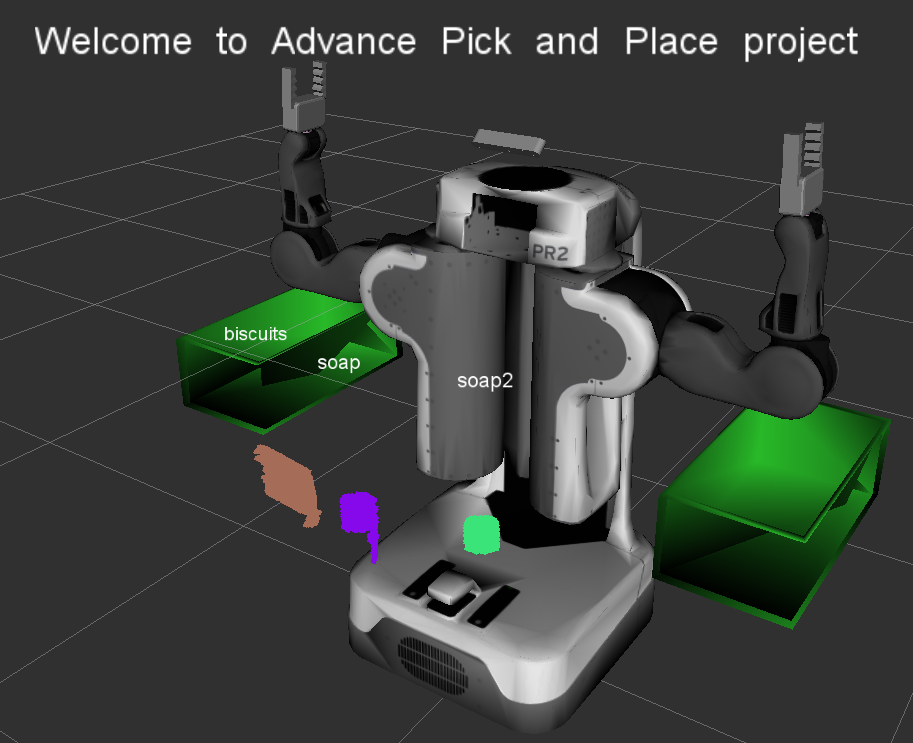 Welcome to Advance Pick and Place project
PR2
biscuits
soap
soap2